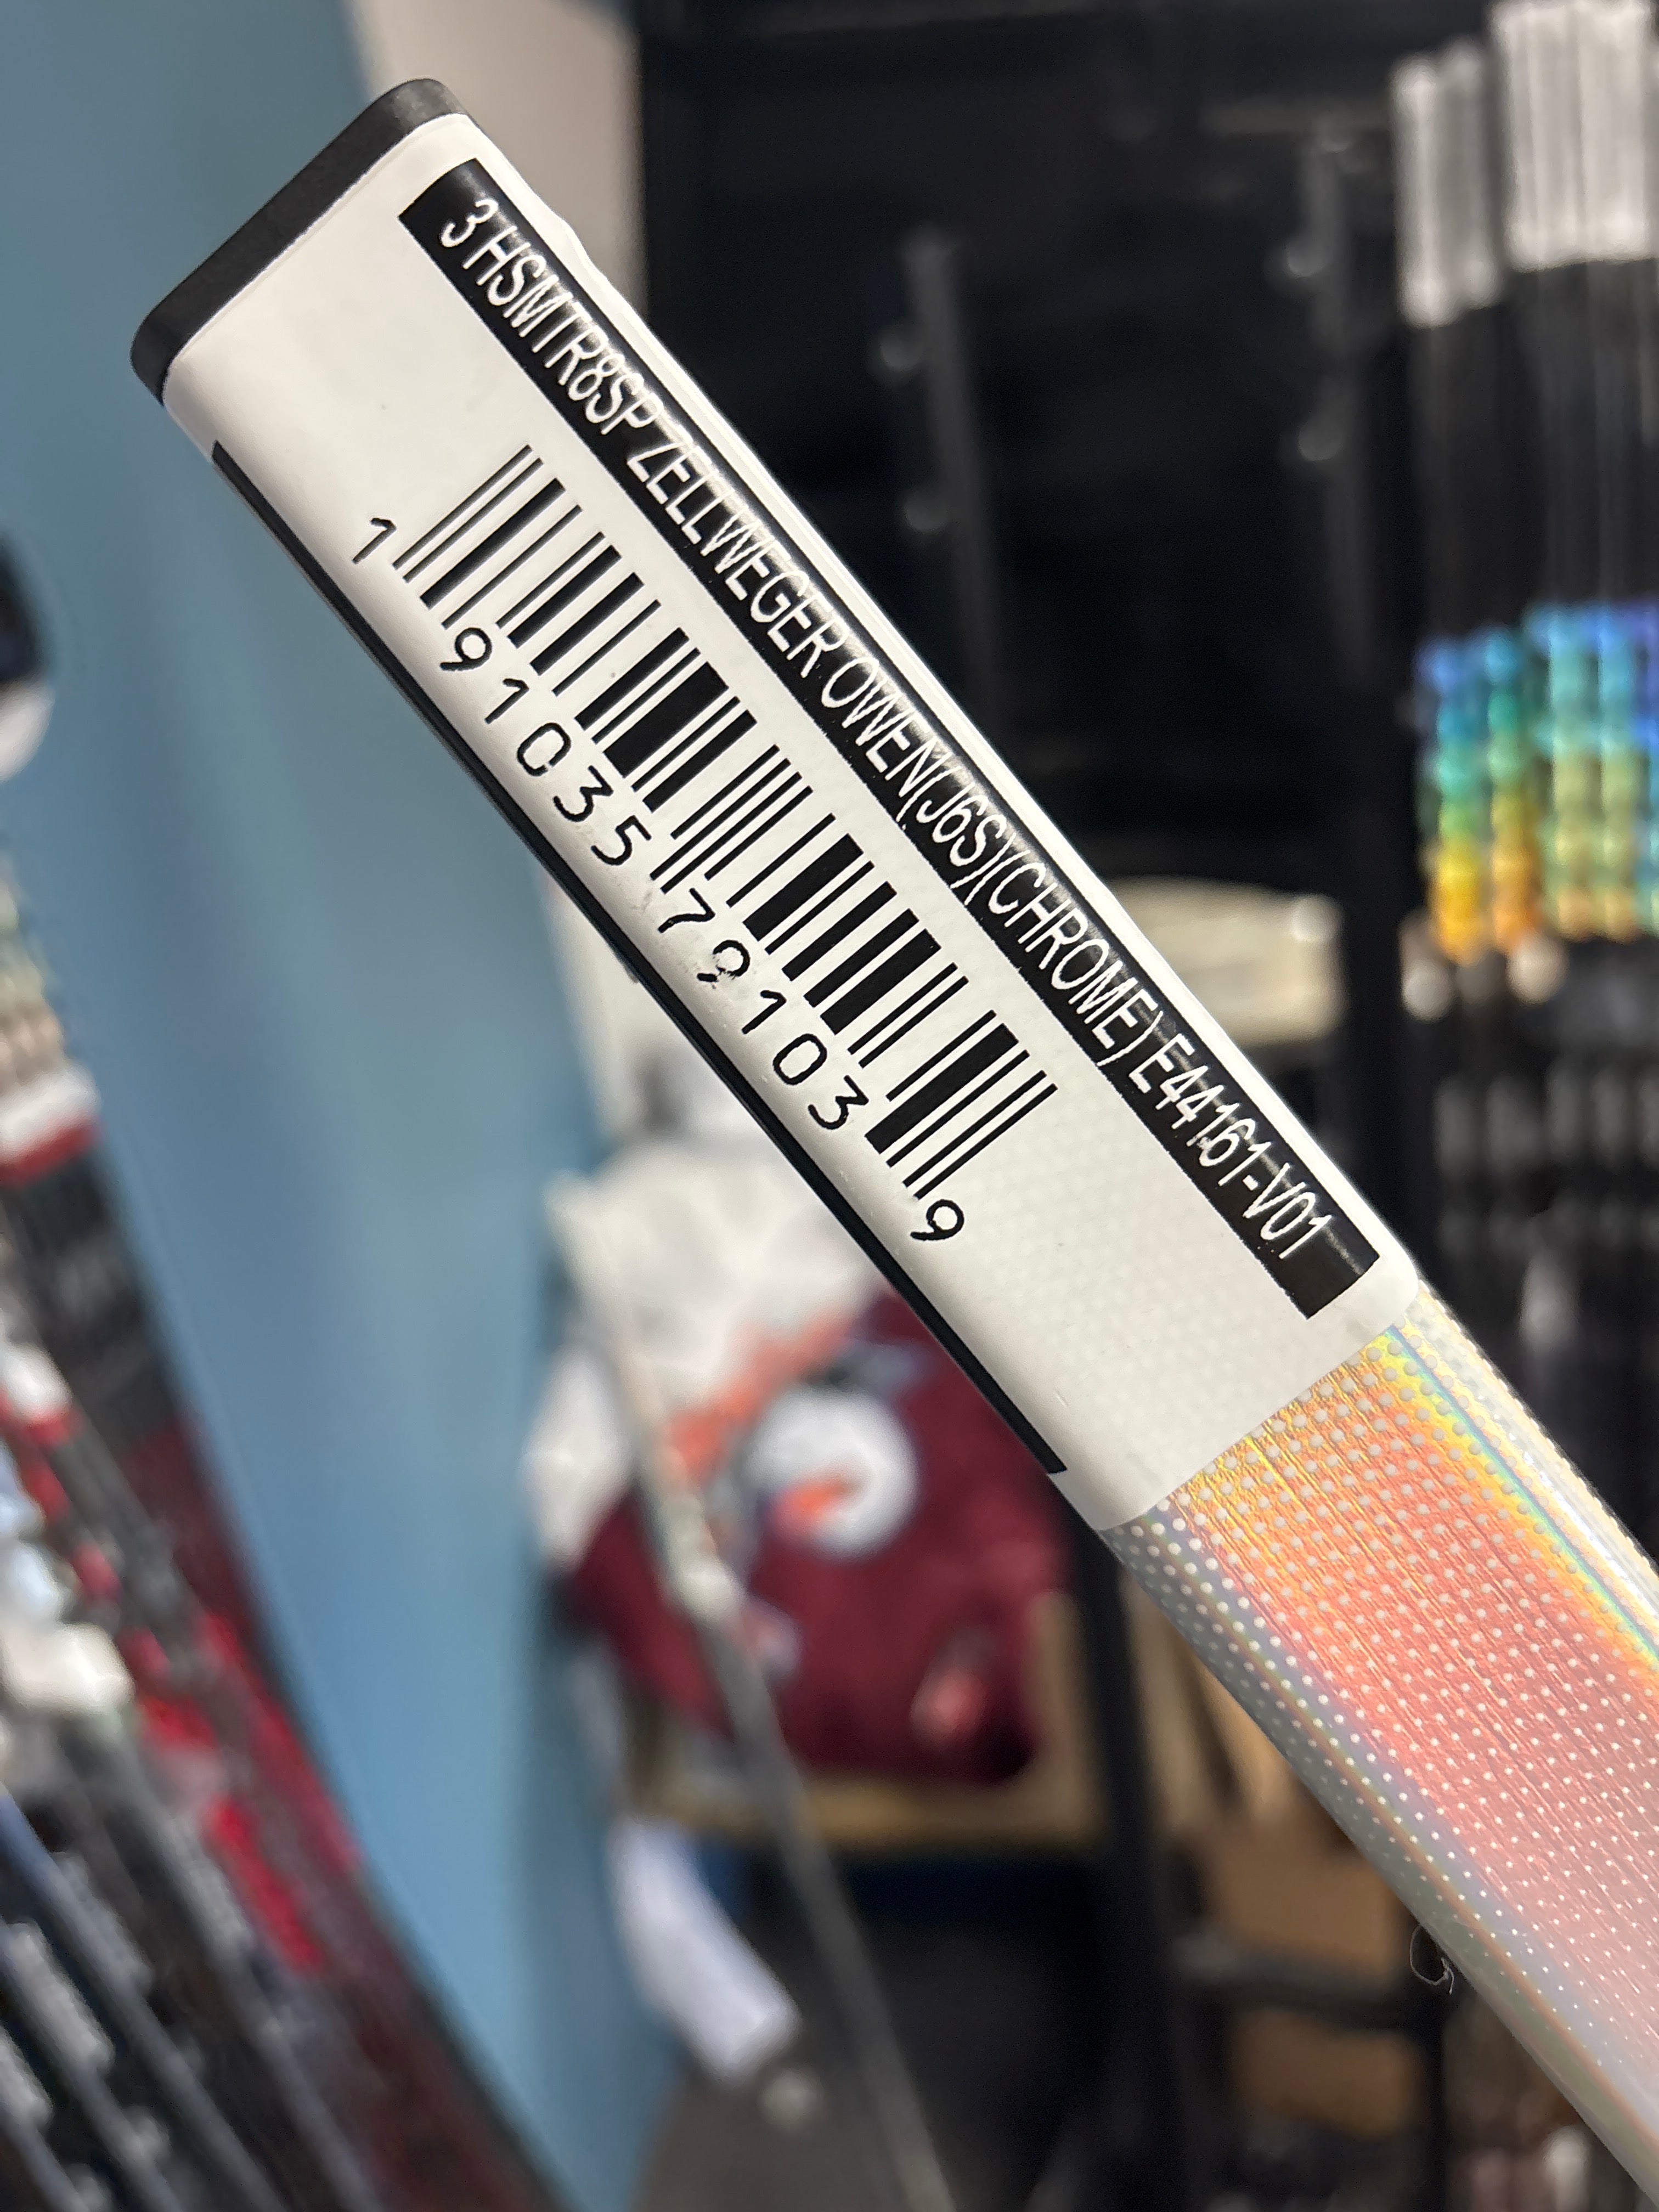 3 HSMTR8SP ZELLWEGER OWEN(J6S)(CHROME) E44161-V01
1 91035 79103 9